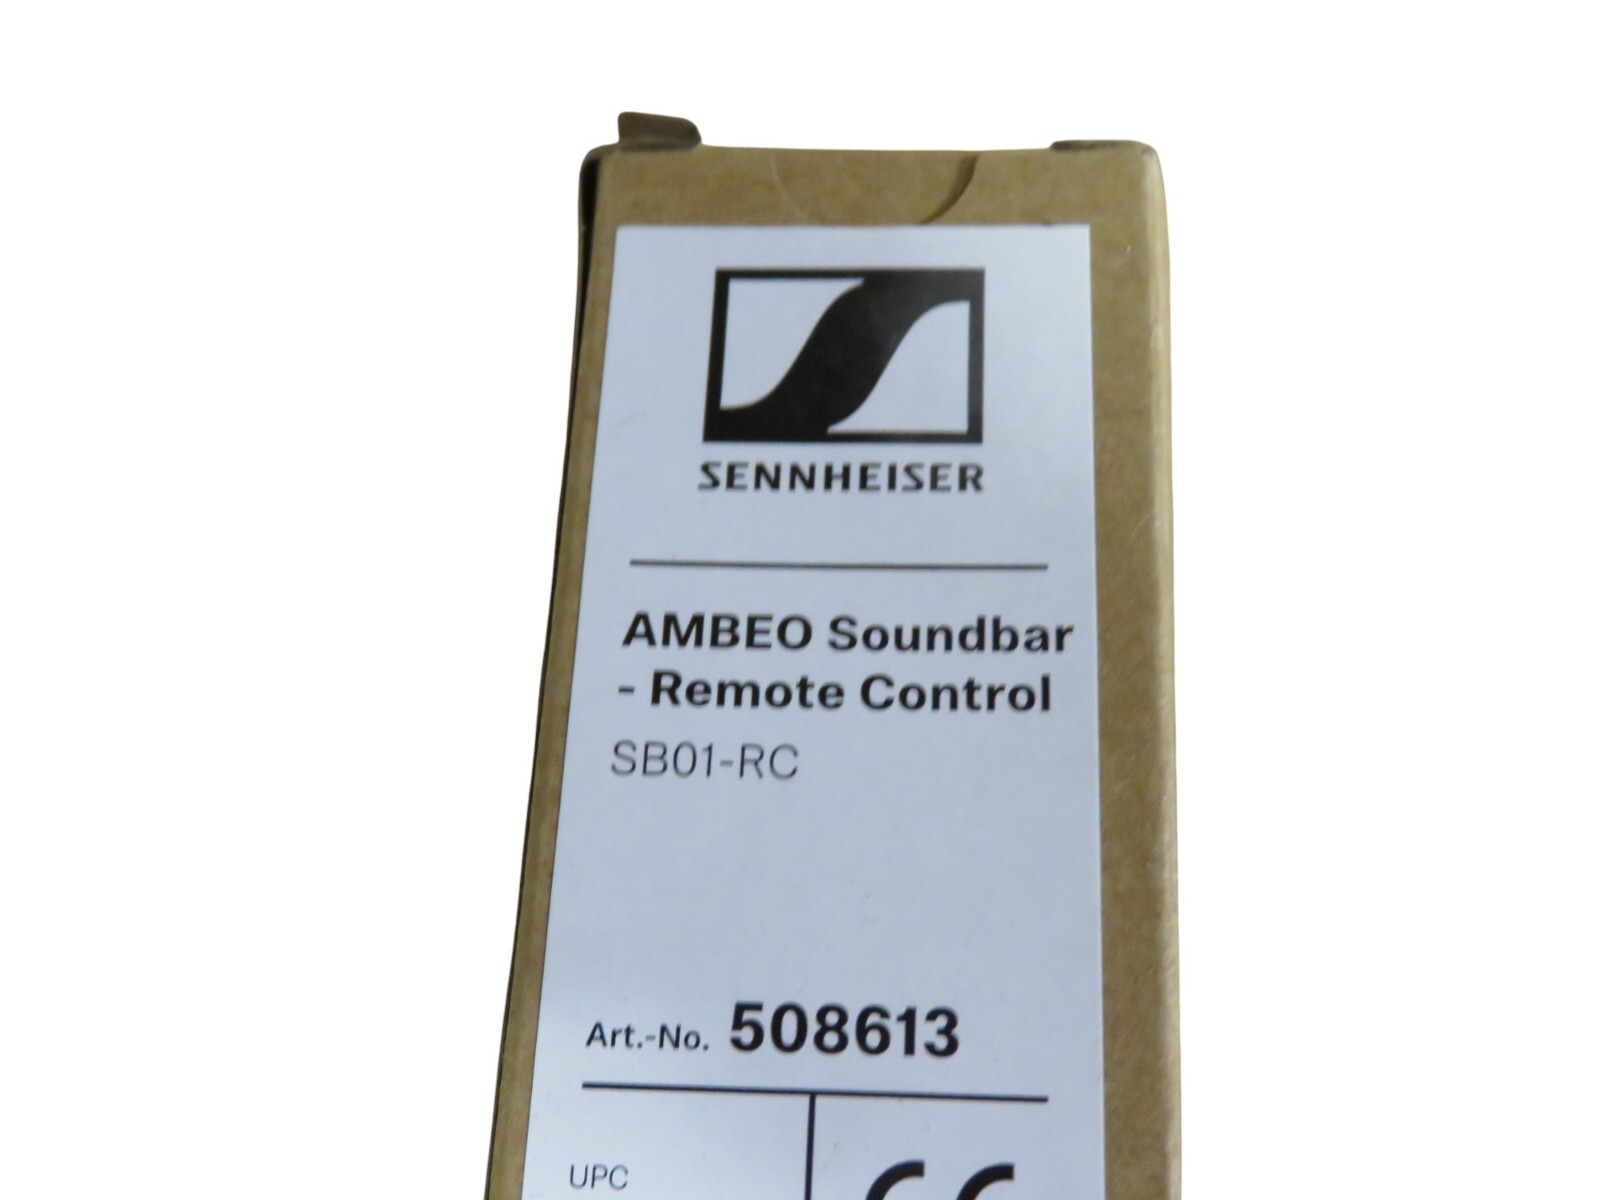 SENNHEISER
AMBEO Soundbar
- Remote Control
SB01-RC
Art.-No. 508613
UPC